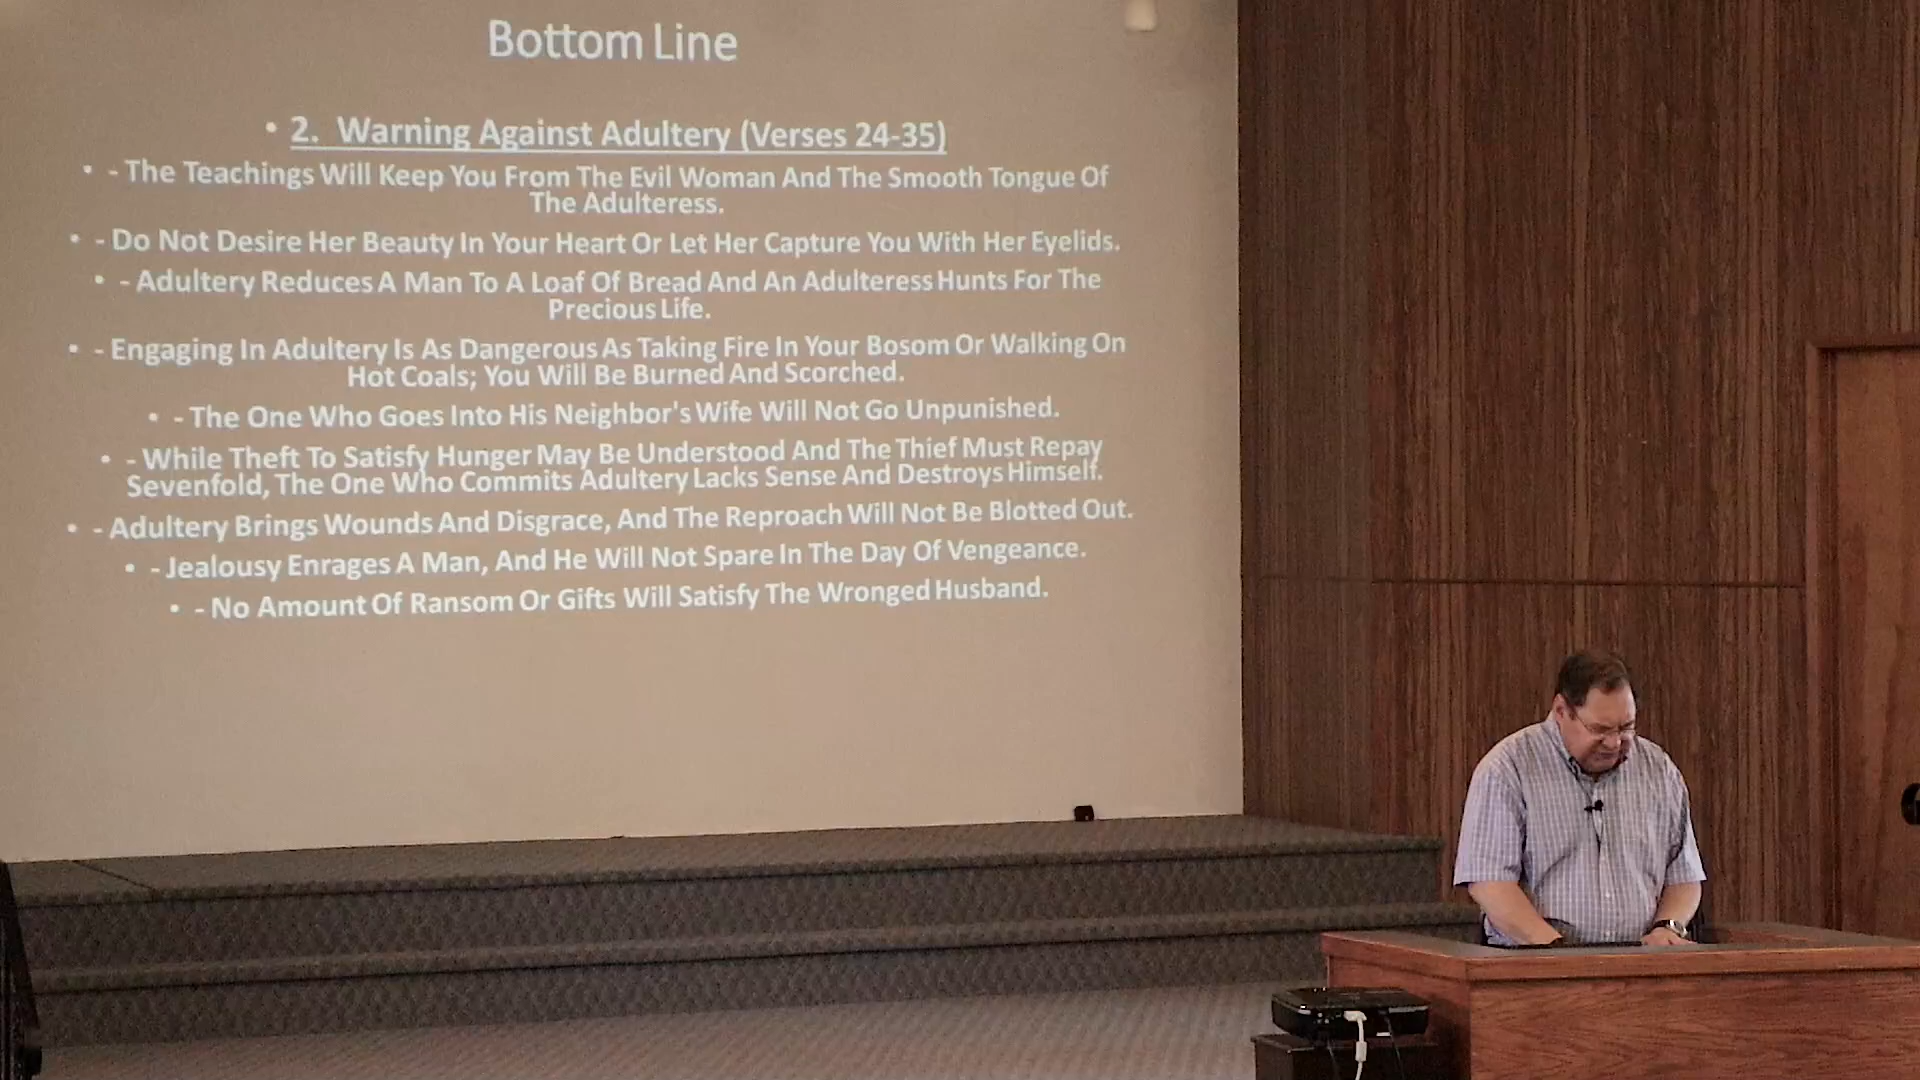 Bottom Line
• 2. Warning Against Adultery (Verses 24-35)
• - The Teachings Will Keep You From The Evil Woman And The Smooth Tongue Of
The Adulteress.
• - Do Not Desire Her Beauty In Your Heart Or Let Her Capture You With Her Eyelids.
• - Adultery Reduces A Man To A Loaf Of Bread And An Adulteress Hunts For The
Precious Life.
• - Engaging In Adultery Is As Dangerous As Taking Fire In Your Bosom Or Walking On
Hot Coals; You Will Be Burned And Scorched.
• - The One Who Goes Into His Neighbor's Wife Will Not Go Unpunished.
• - While Theft To Satisfy Hunger May Be Understood And The Thief Must Repay
Sevenfold, The One Who Commits Adultery Lacks Sense And Destroys Himself.
• - Adultery Brings Wounds And Disgrace, And The Reproach Will Not Be Blotted Out.
• - Jealousy Enrages A Man, And He Will Not Spare In The Day Of Vengeance.
• - No Amount Of Ransom Or Gifts Will Satisfy The Wronged Husband.